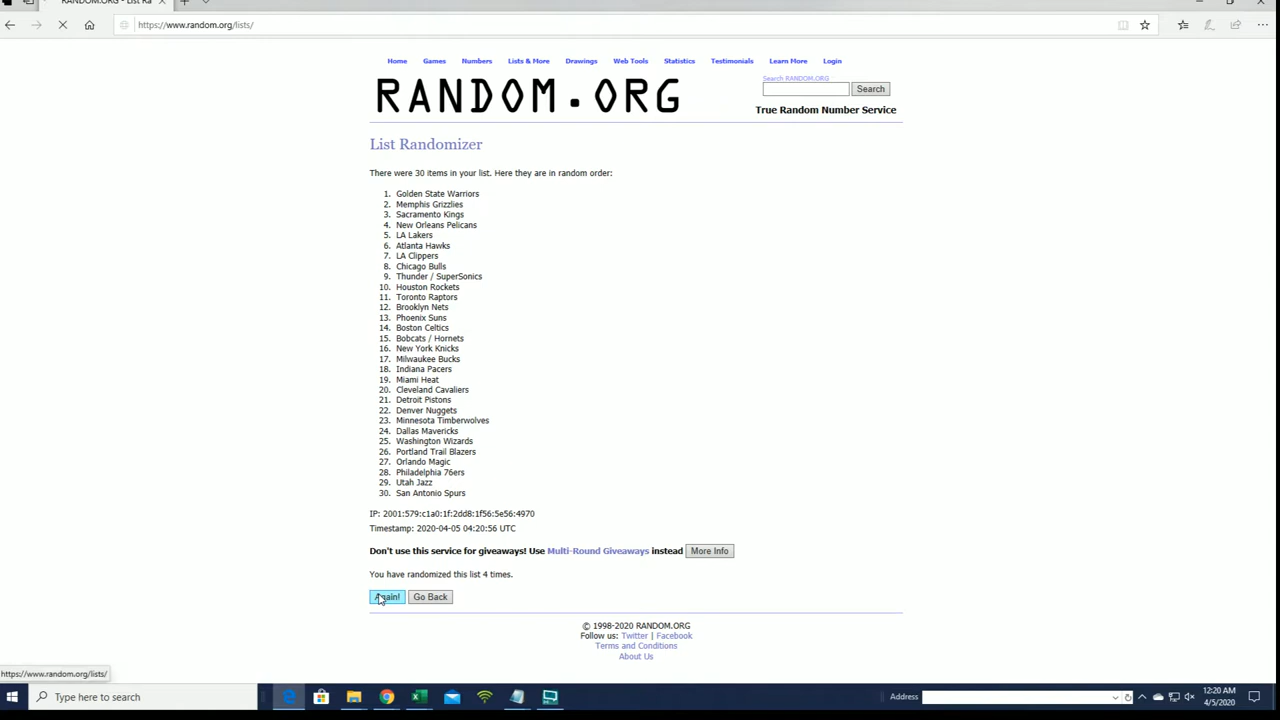 RANDOM.ORG - List Ra
https://www.random.org/lists/
Home Games Numbers Lists & More Drawings Web Tools Statistics Testimonials Learn More Login
RANDOM.ORG
Search RANDOM.ORG
Search
True Random Number Service
List Randomizer
There were 30 items in your list. Here they are in random order:
1. Golden State Warriors
2. Memphis Grizzlies
3. Sacramento Kings
4. New Orleans Pelicans
5. LA Lakers
6. Atlanta Hawks
7. LA Clippers
8. Chicago Bulls
9. Thunder / SuperSonics
10. Houston Rockets
11. Toronto Raptors
12. Brooklyn Nets
13. Phoenix Suns
14. Boston Celtics
15. Bobcats / Hornets
16. New York Knicks
17. Milwaukee Bucks
18. Indiana Pacers
19. Miami Heat
20. Cleveland Cavaliers
21. Detroit Pistons
22. Denver Nuggets
23. Minnesota Timberwolves
24. Dallas Mavericks
25. Washington Wizards
26. Portland Trail Blazers
27. Orlando Magic
28. Philadelphia 76ers
29. Utah Jazz
30. San Antonio Spurs
IP: 2001:579:c1a0:1f:2dd8:1f56:5e56:4970
Timestamp: 2020-04-05 04:20:56 UTC
Don't use this service for giveaways! Use Multi-Round Giveaways instead More Info
You have randomized this list 4 times.
Again! Go Back
© 1998-2020 RANDOM.ORG
Follow us: Twitter | Facebook
Terms and Conditions
About Us
https://www.random.org/lists/
Type here to search
Address
12:20 AM
4/5/2020